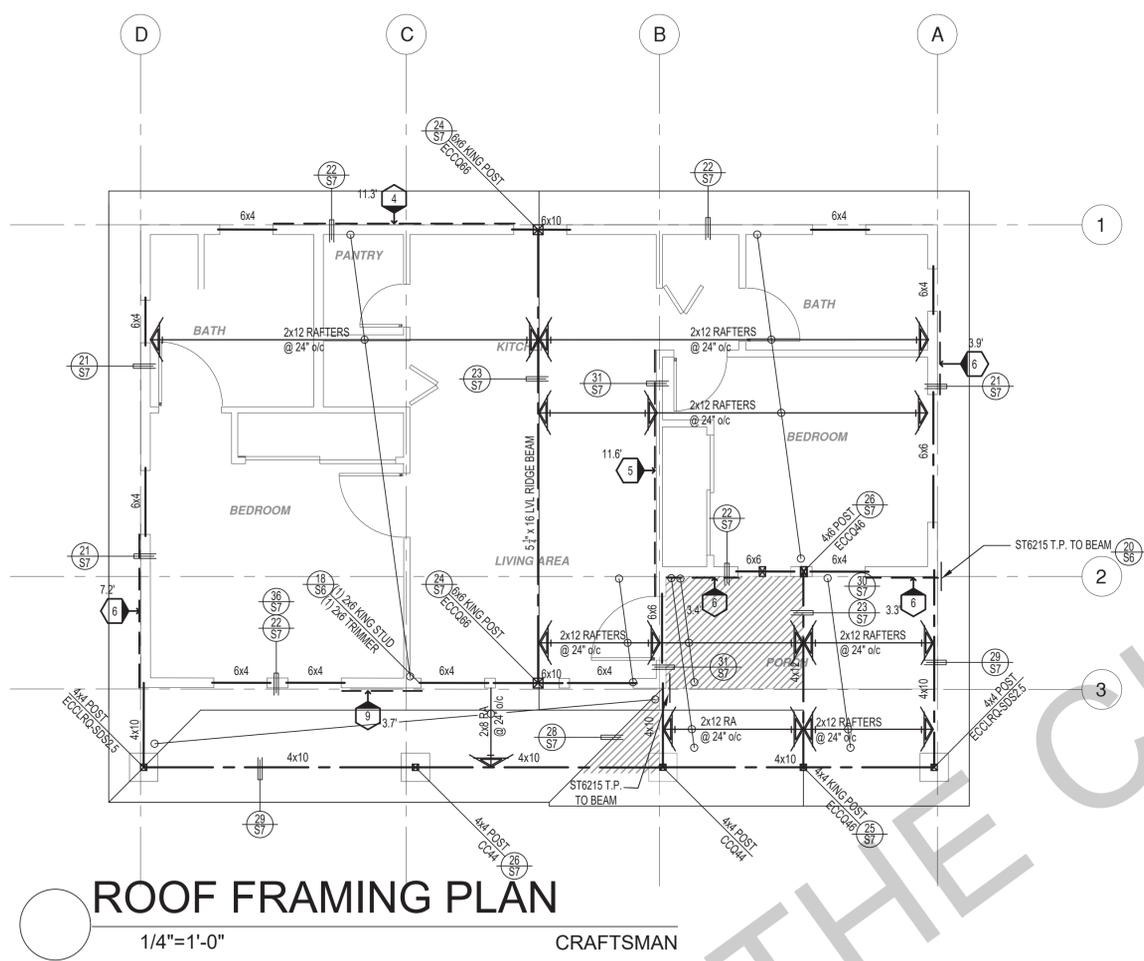 D
C
B
A
24
S7
6x6 KING POST
ECCQ66
22
S7
22
S7
11.3'
4
6x4
6x10
6x4
1
PANTRY
BATH
BATH
6x4
6x4
2x12 RAFTERS
@ 24" o/c
KITCHEN
2x12 RAFTERS
@ 24" o/c
3.9'
6
21
S7
23
S7
31
S7
21
S7
2x12 RAFTERS
@ 24" o/c
BEDROOM
6x6
11.6'
5
5 1/4" x 16 LVL RIDGE BEAM
6x4
BEDROOM
22
S7
4x6 POST
ECCQ46
26
S7
21
S7
LIVING AREA
ST6215 T.P. TO BEAM
20
S6
6x6
6x4
2
7.2'
6
36
S7
22
S7
18
S6
(1) 2x6 KING STUD
(1) 2x6 TRIMMER
24
S7
6x6 KING POST
ECCQ66
6x6
3.4'
6
30
S7
23
S7
3.3'
6
2x12 RAFTERS
@ 24" o/c
2x12 RAFTERS
@ 24" o/c
31
S7
PORCH
29
S7
6x4
6x4
6x4
6x10
6x4
3
4x10
4x10
4x4 POST
ECCLRQ-SDS2.5
4x10
9
3.7'
2x8 RA
@ 24" o/c
28
S7
4x10
2x12 RA
@ 24" o/c
2x12 RAFTERS
@ 24" o/c
4x4 POST
ECCLRQ-SDS2.5
4x10
4x10
ST6215 T.P.
TO BEAM
29
S7
4x4 POST
CC44
26
S7
4x4 POST
CCQ44
4x4 KING POST
ECCQ46
25
S7
ROOF FRAMING PLAN
1/4"=1'-0"
CRAFTSMAN
THE C